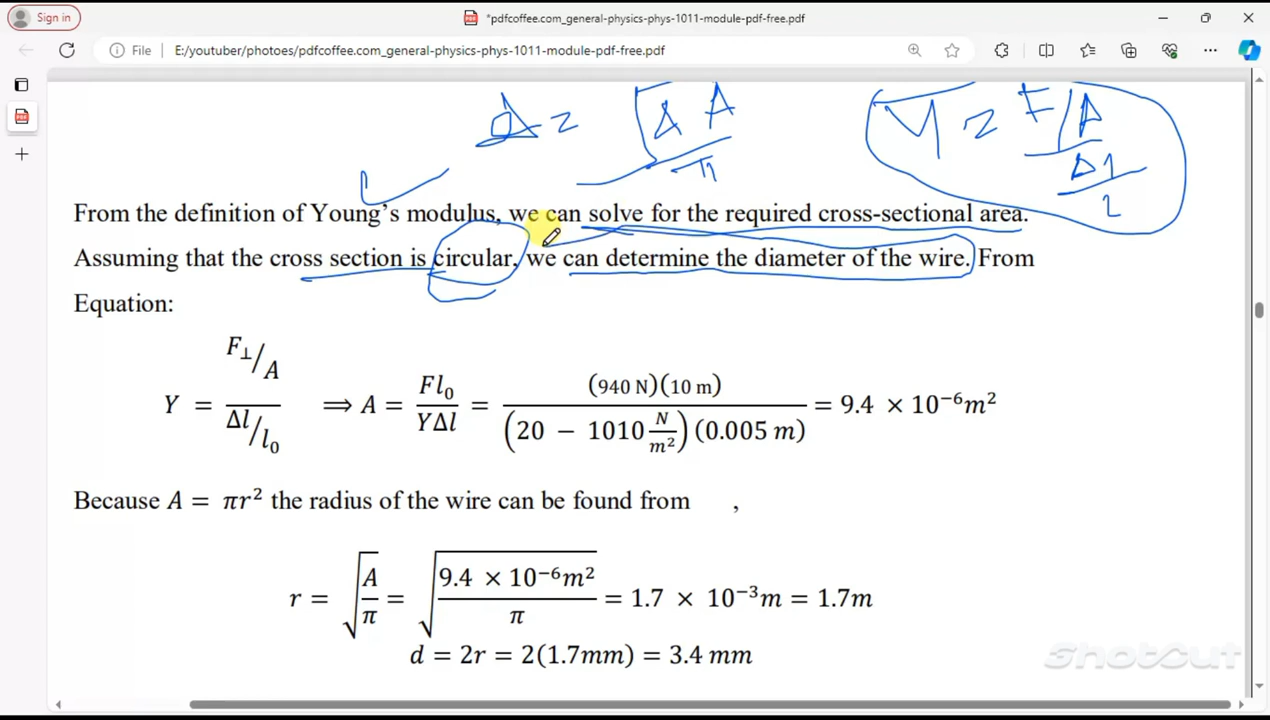 Sign in
*pdfcoffee.com_general-physics-phys-1011-module-pdf-free.pdf
File E:/youtuber/photoes/pdfcoffee.com_general-physics-phys-1011-module-pdf-free.pdf
d = √(4A/π)
Y = F/A / Δl/l
From the definition of Young's modulus, we can solve for the required cross-sectional area.
Assuming that the cross section is circular, we can determine the diameter of the wire. From
Equation:
Y = (F⊥/A)/(Δl/l₀) ⟹ A = Fl₀/YΔl = (940 N)(10 m)/(20 − 1010 N/m²)(0.005 m) = 9.4 × 10⁻⁶m²
Because A = πr² the radius of the wire can be found from ,
r = √(A/π) = √(9.4 × 10⁻⁶m²/π) = 1.7 × 10⁻³m = 1.7m
d = 2r = 2(1.7mm) = 3.4 mm
Shotcut